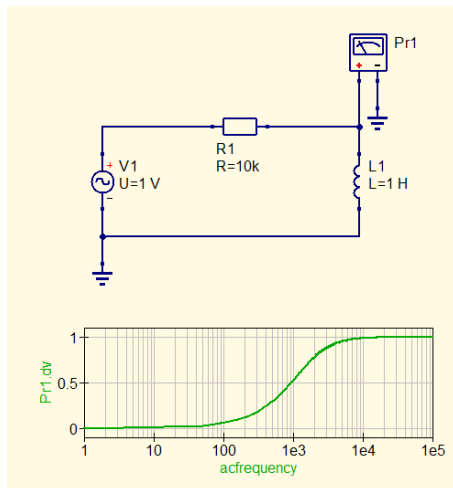 Pr1
+ -
R1
R=10k
+ V1
U=1 V
-
L1
L=1 H
1
0.5
0
Pr1.dv
1 10 100 1e3 1e4 1e5
acfrequency